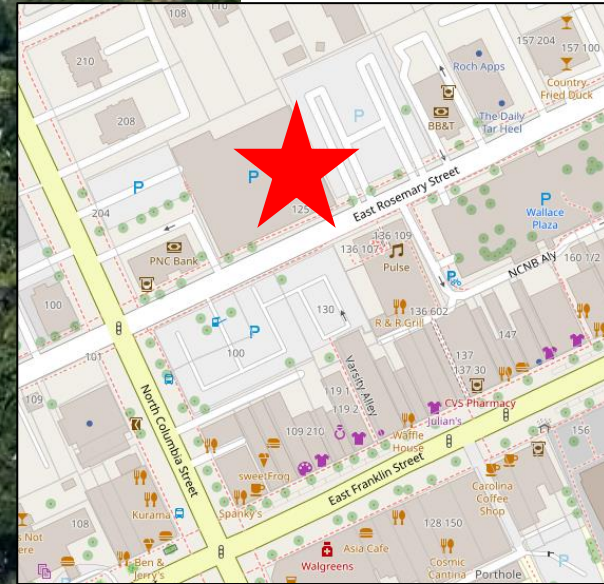 108
110
157 204
157 100
210
Roch Apps
Country
Fried Duck
P
BB&T
The Daily
Tar Heel
208
P
P
125
East Rosemary Street
P
Wallace
Plaza
204
PNC Bank
136 109
136 107
Pulse
NCNB Aly
160 1/2
P
100
130
P
R & R Grill
136 602
147
101
100
Varsity Alley
137
137 30
North Columbia Street
119 1
119 2
CVS Pharmacy
Julian's
109
109 210
Waffle
House
156
sweetFrog
East Franklin Street
Carolina
Coffee
Shop
Kurama
Spanky's
128 150
108
Asia Cafe
Ben &
Jerry's
Walgreens
Cosmic
Cantina
Porthole